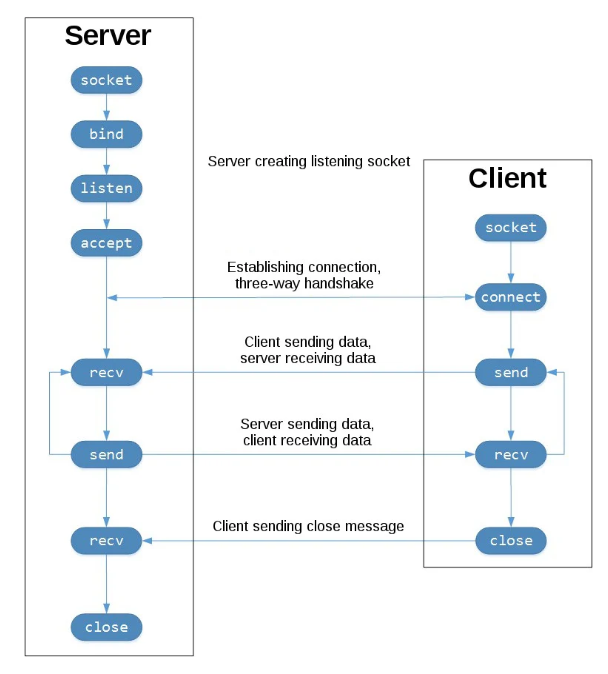 Server
socket
bind
listen
accept
recv
send
recv
close
Server creating listening socket
Establishing connection,
three-way handshake
Client sending data,
server receiving data
Server sending data,
client receiving data
Client sending close message
Client
socket
connect
send
recv
close